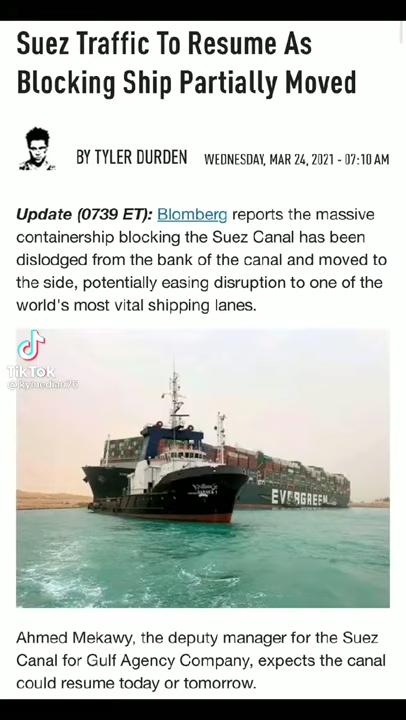 Suez Traffic To Resume As
Blocking Ship Partially Moved
BY TYLER DURDEN
WEDNESDAY, MAR 24, 2021 - 07:10 AM
Update (0739 ET): Blomberg reports the massive
containership blocking the Suez Canal has been
dislodged from the bank of the canal and moved to
the side, potentially easing disruption to one of the
world's most vital shipping lanes.
TikTok
EVERGREEN
Ahmed Mekawy, the deputy manager for the Suez
Canal for Gulf Agency Company, expects the canal
could resume today or tomorrow.